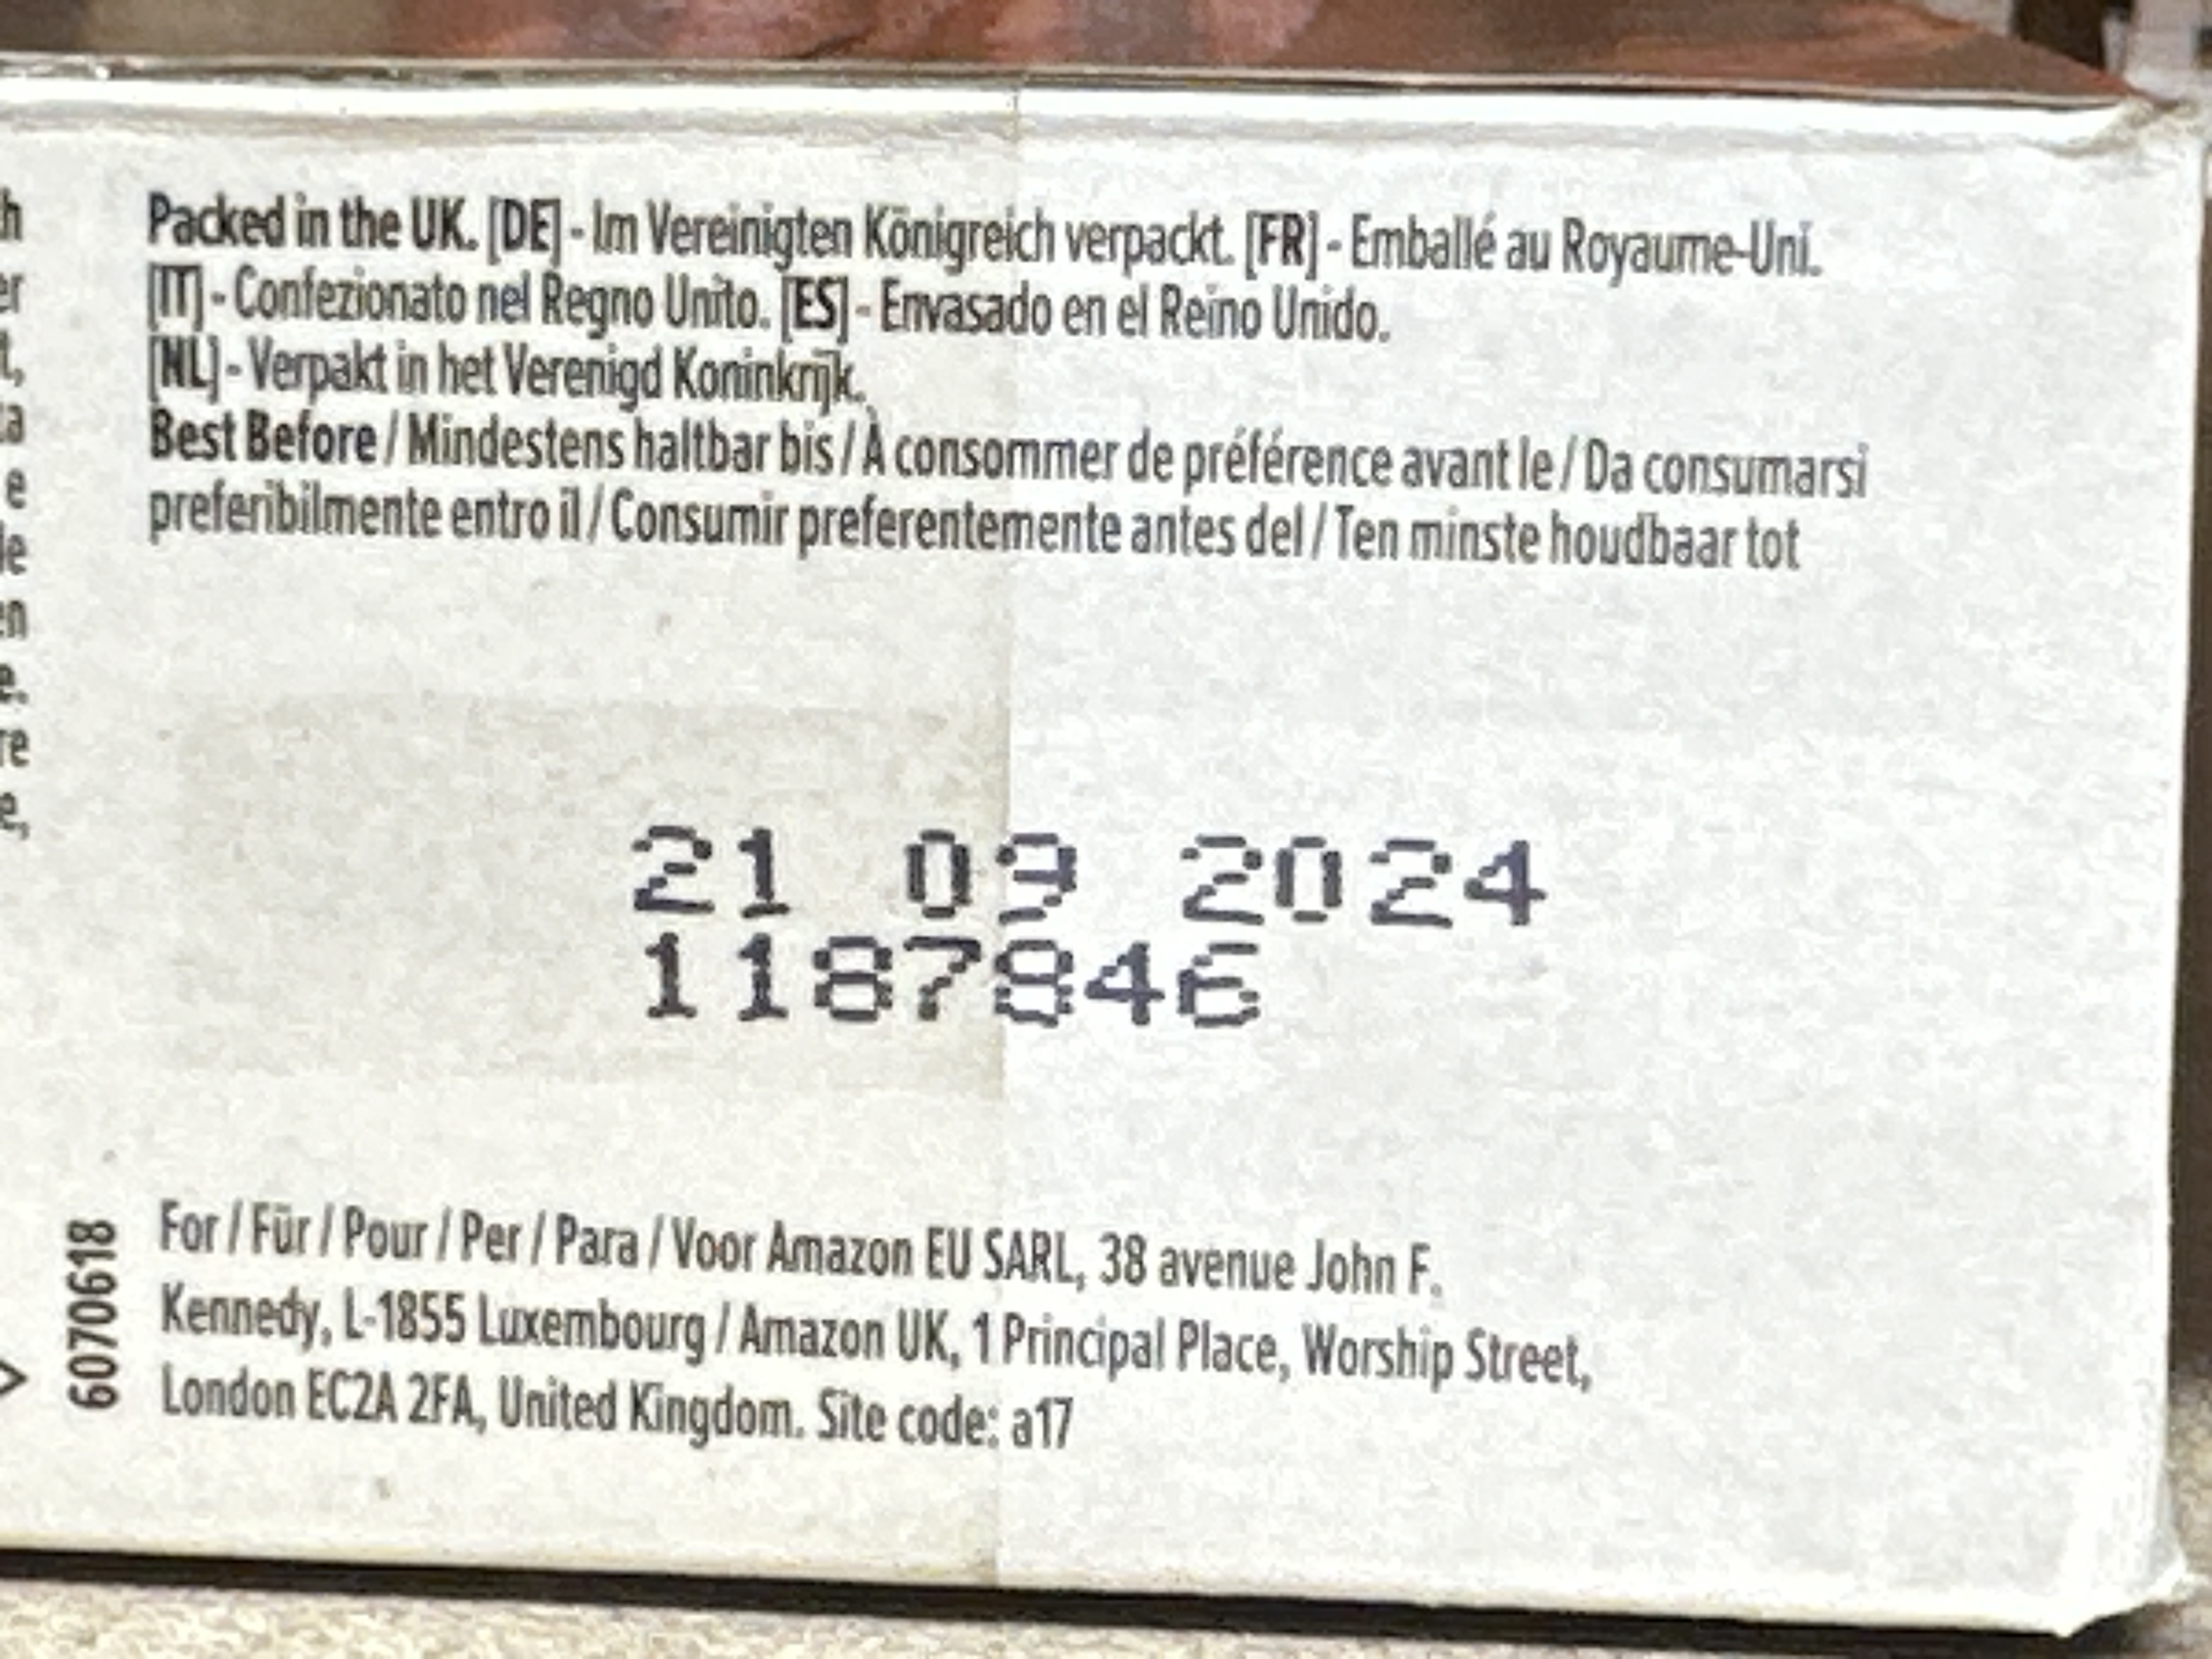 Packed in the UK. [DE] - Im Vereinigten Königreich verpackt. [FR] - Emballé au Royaume-Uni.
[IT] - Confezionato nel Regno Unito. [ES] - Envasado en el Reino Unido.
[NL] - Verpakt in het Verenigd Koninkrijk.
Best Before / Mindestens haltbar bis / À consommer de préférence avant le / Da consumarsi
preferibilmente entro il / Consumir preferentemente antes del / Ten minste houdbaar tot
21 09 2024
1187846
6070618
For / Für / Pour / Per / Para / Voor Amazon EU SARL, 38 avenue John F.
Kennedy, L-1855 Luxembourg / Amazon UK, 1 Principal Place, Worship Street,
London EC2A 2FA, United Kingdom. Site code: a17